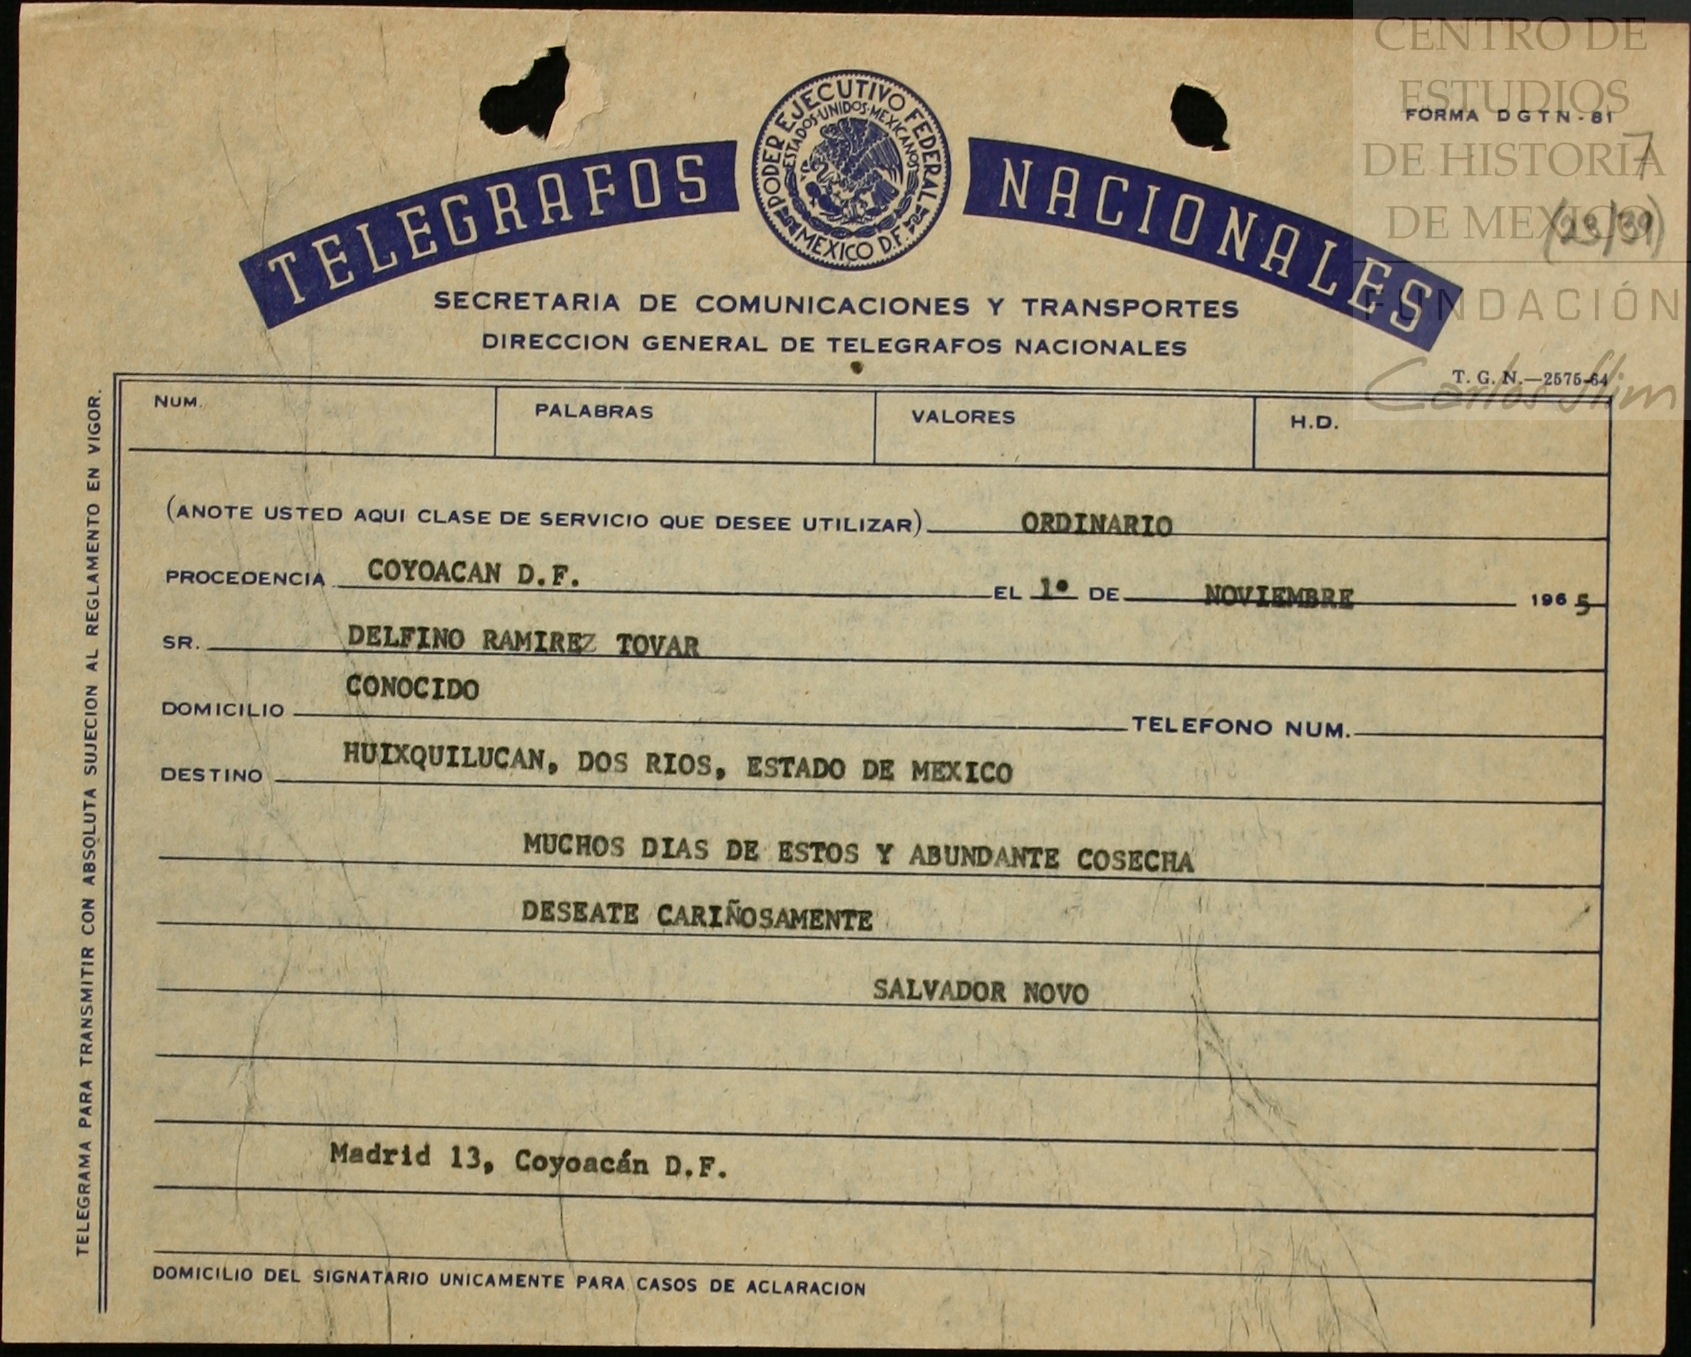 CENTRO DE
ESTUDIOS
DE HISTORIA
DE MEXICO
FUNDACIÓN
Carlos Slim
FORMA DGTN-81
7
(23/39)
TELEGRAFOS NACIONALES
PODER EJECUTIVO FEDERAL
ESTADOS·UNIDOS·MEXICANOS
MEXICO D.F.
SECRETARIA DE COMUNICACIONES Y TRANSPORTES
DIRECCION GENERAL DE TELEGRAFOS NACIONALES
T. G. N.—2575-64
NUM. PALABRAS VALORES H.D.
(ANOTE USTED AQUI CLASE DE SERVICIO QUE DESEE UTILIZAR) ORDINARIO
PROCEDENCIA COYOACAN D.F. EL 1° DE NOVIEMBRE 1965
SR. DELFINO RAMIREZ TOVAR
CONOCIDO
DOMICILIO TELEFONO NUM.
DESTINO HUIXQUILUCAN, DOS RIOS, ESTADO DE MEXICO
MUCHOS DIAS DE ESTOS Y ABUNDANTE COSECHA
DESEATE CARIÑOSAMENTE
SALVADOR NOVO
Madrid 13, Coyoacán D.F.
DOMICILIO DEL SIGNATARIO UNICAMENTE PARA CASOS DE ACLARACION
TELEGRAMA PARA TRANSMITIR CON ABSOLUTA SUJECION AL REGLAMENTO EN VIGOR.